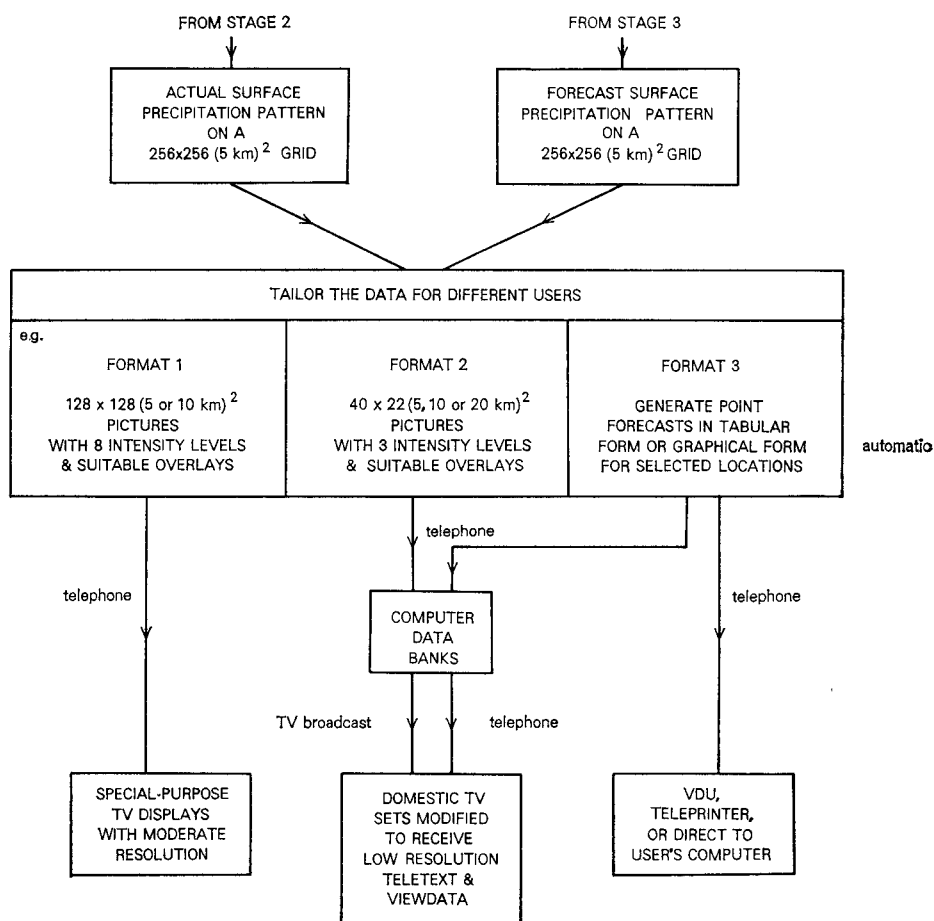 FROM STAGE 2
FROM STAGE 3
ACTUAL SURFACE
PRECIPITATION PATTERN
ON A
256x256 (5 km)² GRID
FORECAST SURFACE
PRECIPITATION PATTERN
ON A
256x256 (5 km)² GRID
TAILOR THE DATA FOR DIFFERENT USERS
e.g.
FORMAT 1
128 x 128 (5 or 10 km)²
PICTURES
WITH 8 INTENSITY LEVELS
& SUITABLE OVERLAYS
FORMAT 2
40 x 22 (5, 10 or 20 km)²
PICTURES
WITH 3 INTENSITY LEVELS
& SUITABLE OVERLAYS
FORMAT 3
GENERATE POINT
FORECASTS IN TABULAR
FORM OR GRAPHICAL FORM
FOR SELECTED LOCATIONS
automatic
telephone
telephone
telephone
COMPUTER
DATA
BANKS
TV broadcast
telephone
SPECIAL-PURPOSE
TV DISPLAYS
WITH MODERATE
RESOLUTION
DOMESTIC TV
SETS MODIFIED
TO RECEIVE
LOW RESOLUTION
TELETEXT &
VIEWDATA
VDU,
TELEPRINTER,
OR DIRECT TO
USER'S COMPUTER